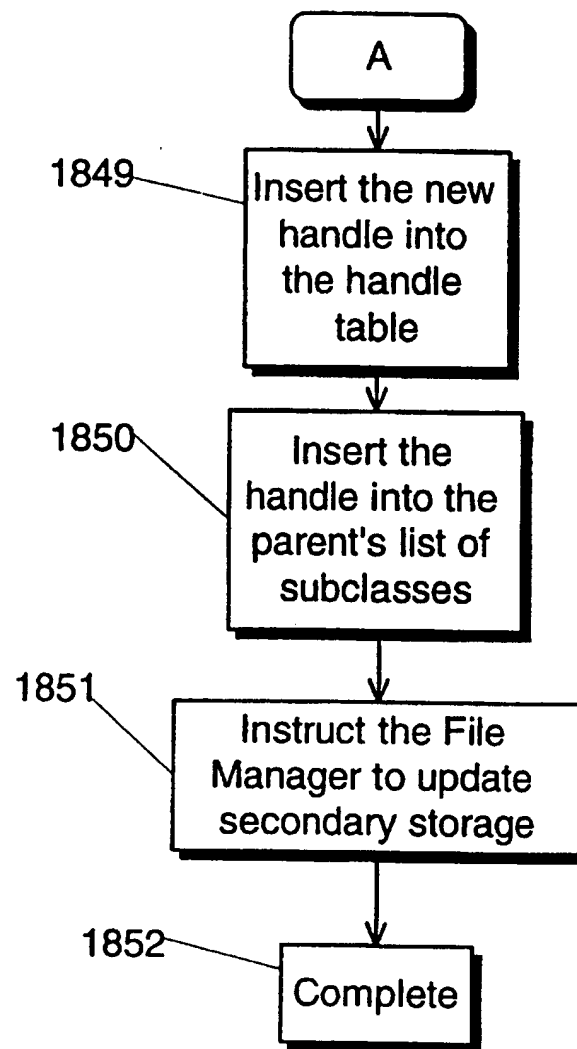 A
1849
Insert the new
handle into
the handle
table
1850
Insert the
handle into the
parent's list of
subclasses
1851
Instruct the File
Manager to update
secondary storage
1852
Complete